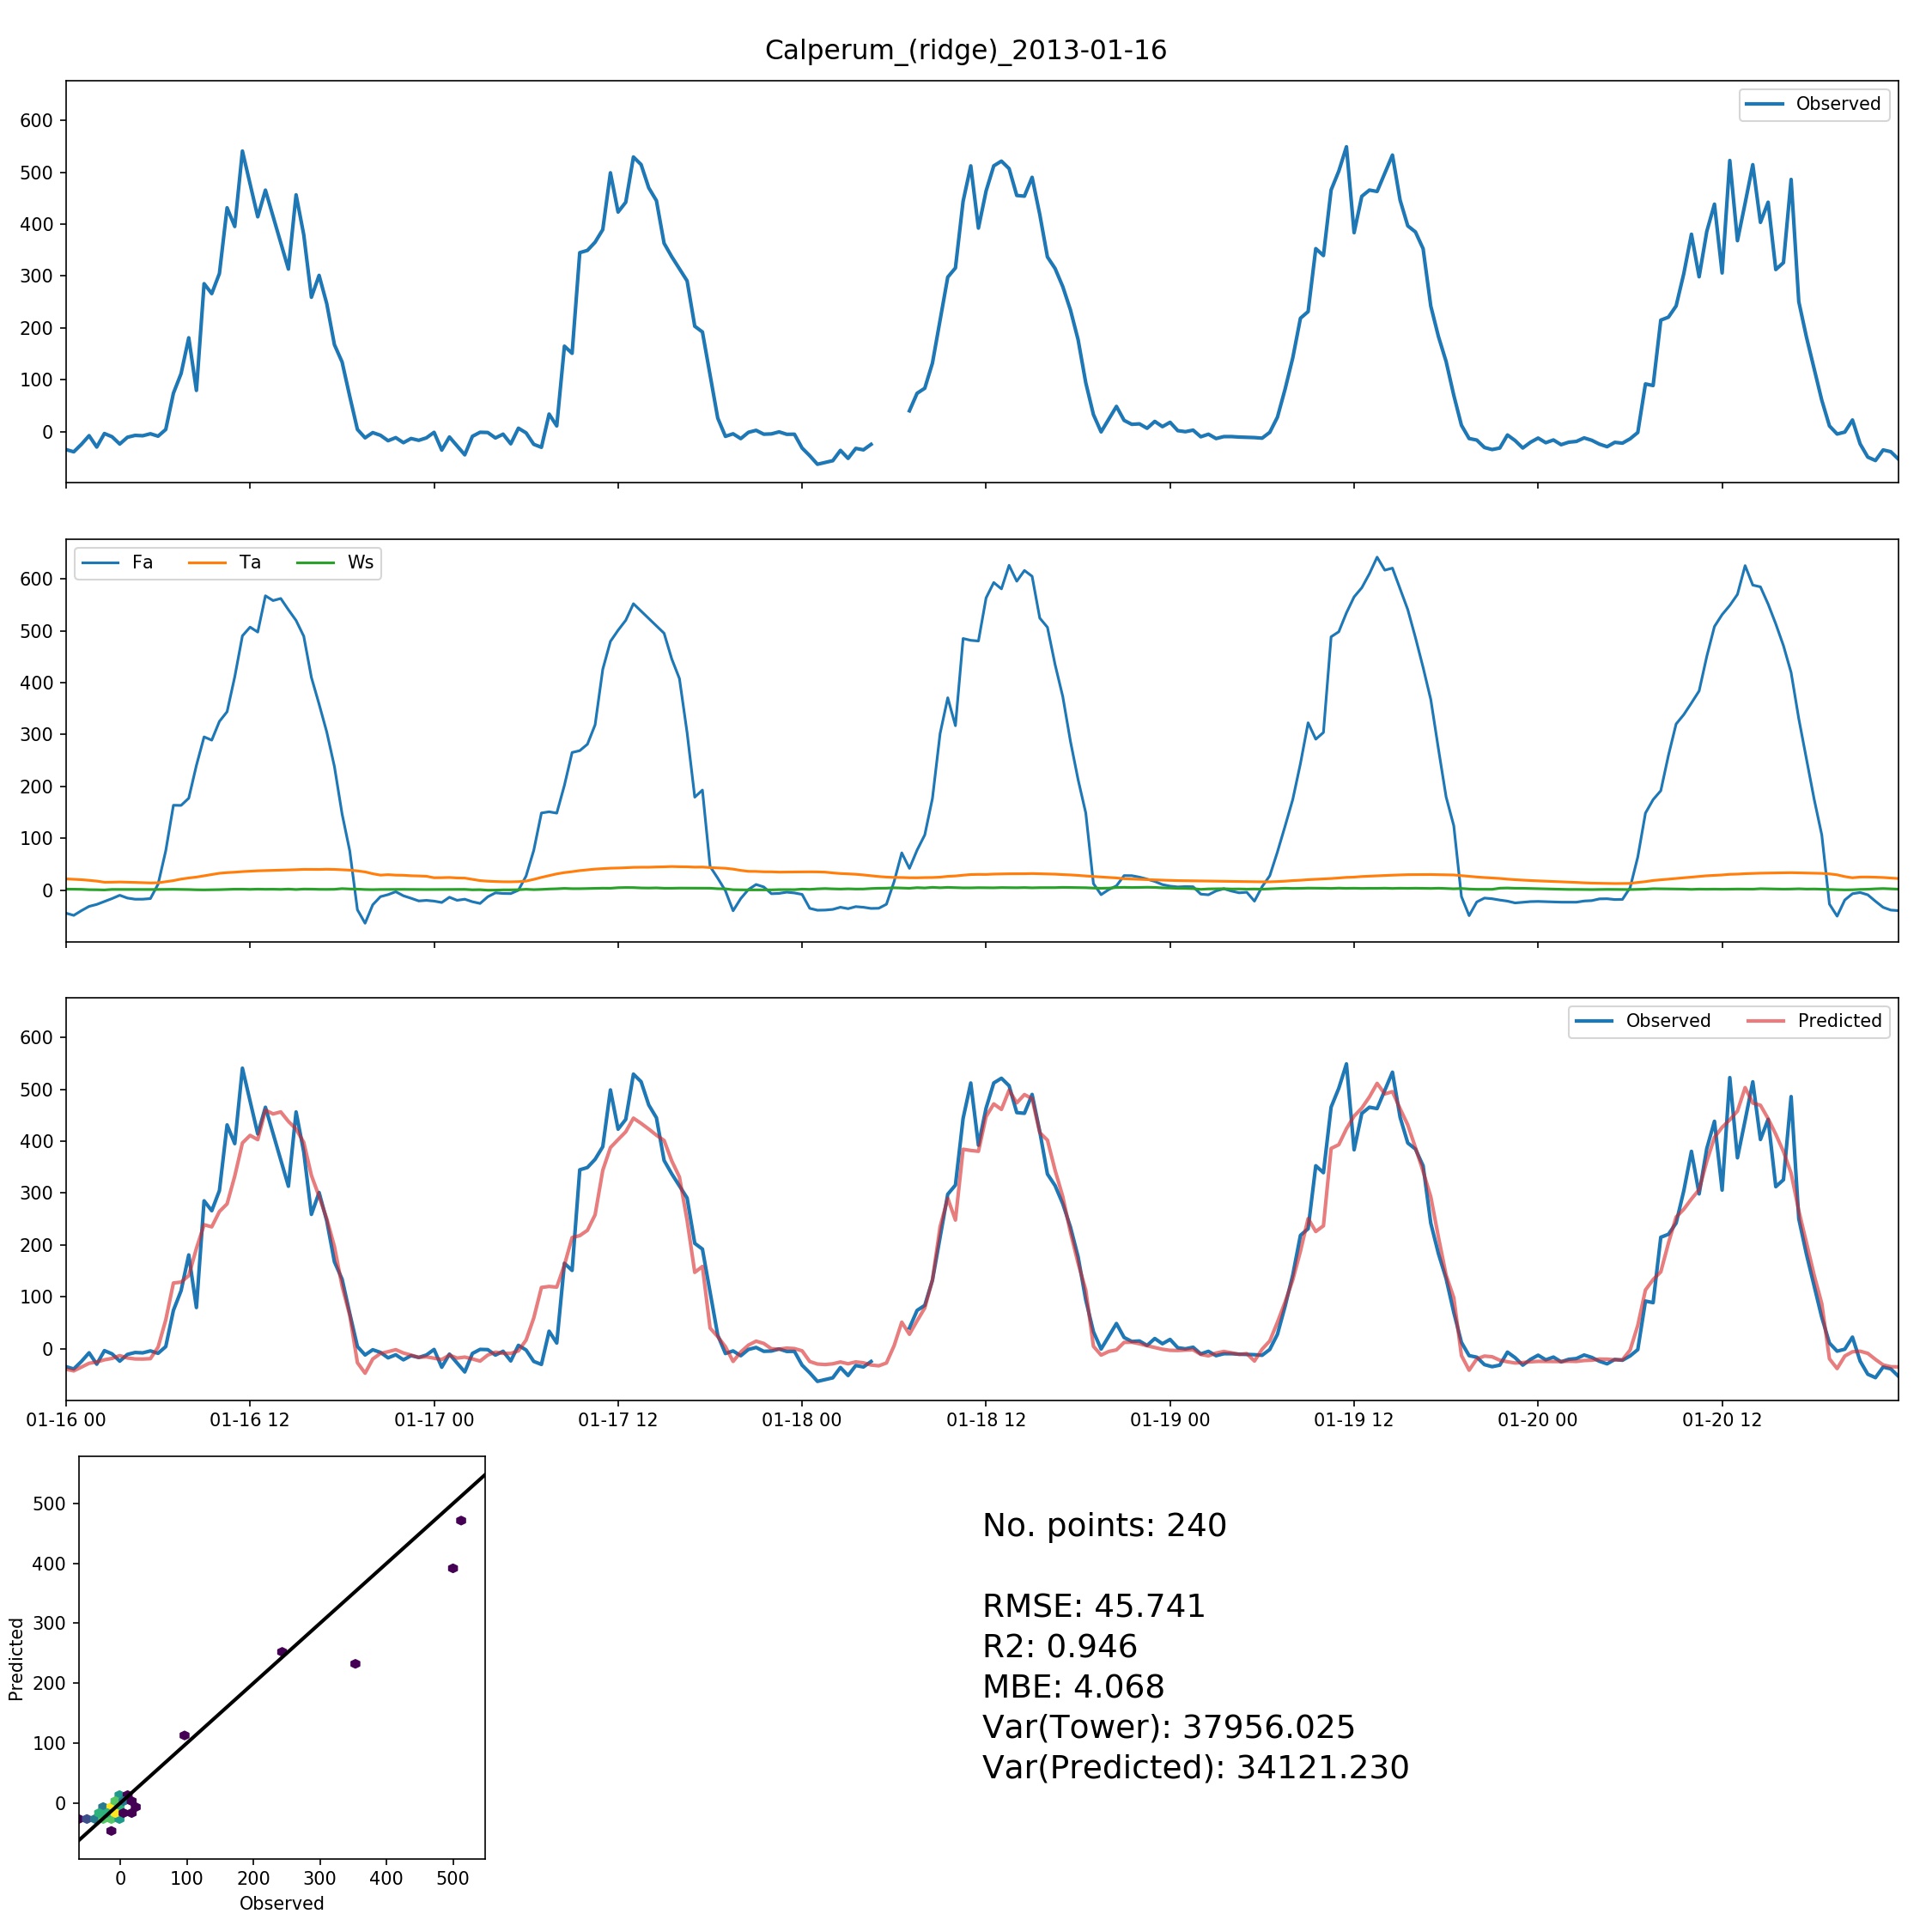 Calperum_(ridge)_2013-01-16
600
500
400
300
200
100
0
Observed
600
500
400
300
200
100
0
Fa Ta Ws
600
500
400
300
200
100
0
Observed Predicted
01-16 00 01-16 12 01-17 00 01-17 12 01-18 00 01-18 12 01-19 00 01-19 12 01-20 00 01-20 12
Predicted
500
400
300
200
100
0
0 100 200 300 400 500
Observed
No. points: 240
RMSE: 45.741
R2: 0.946
MBE: 4.068
Var(Tower): 37956.025
Var(Predicted): 34121.230